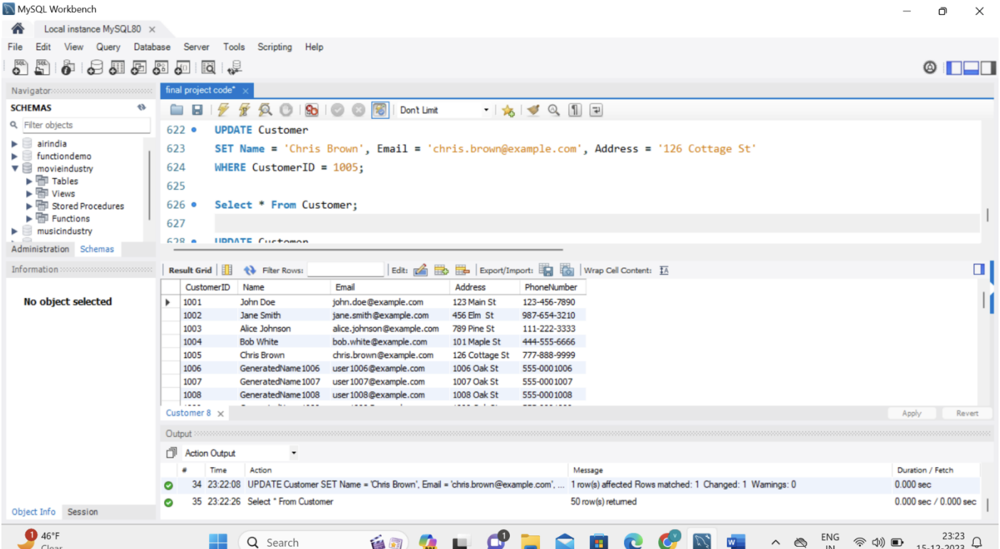 MySQL Workbench
Local instance MySQL80
File Edit View Query Database Server Tools Scripting Help
Navigator
SCHEMAS
Filter objects
airindia
functiondemo
movieindustry
Tables
Views
Stored Procedures
Functions
musicindustry
Administration Schemas
Information
No object selected
Object Info Session
final project code*
Don't Limit
622 UPDATE Customer
623 SET Name = 'Chris Brown', Email = 'chris.brown@example.com', Address = '126 Cottage St'
624 WHERE CustomerID = 1005;
625
626 Select * From Customer;
627
628 UPDATE Customer
Result Grid Filter Rows: Edit: Export/Import: Wrap Cell Content:
CustomerID Name Email Address PhoneNumber
1001 John Doe john.doe@example.com 123 Main St 123-456-7890
1002 Jane Smith jane.smith@example.com 456 Elm St 987-654-3210
1003 Alice Johnson alice.johnson@example.com 789 Pine St 111-222-3333
1004 Bob White bob.white@example.com 101 Maple St 444-555-6666
1005 Chris Brown chris.brown@example.com 126 Cottage St 777-888-9999
1006 GeneratedName1006 user1006@example.com 1006 Oak St 555-0001006
1007 GeneratedName1007 user1007@example.com 1007 Oak St 555-0001007
1008 GeneratedName1008 user1008@example.com 1008 Oak St 555-0001008
Customer 8
Apply Revert
Output
Action Output
# Time Action Message Duration / Fetch
34 23:22:08 UPDATE Customer SET Name = 'Chris Brown', Email = 'chris.brown@example.com', ... 1 row(s) affected Rows matched: 1 Changed: 1 Warnings: 0 0.000 sec
35 23:22:26 Select * From Customer 50 row(s) returned 0.000 sec / 0.000 sec
1
46°F
Clear
Search
1
ENG
IN
23:23
15-12-2023